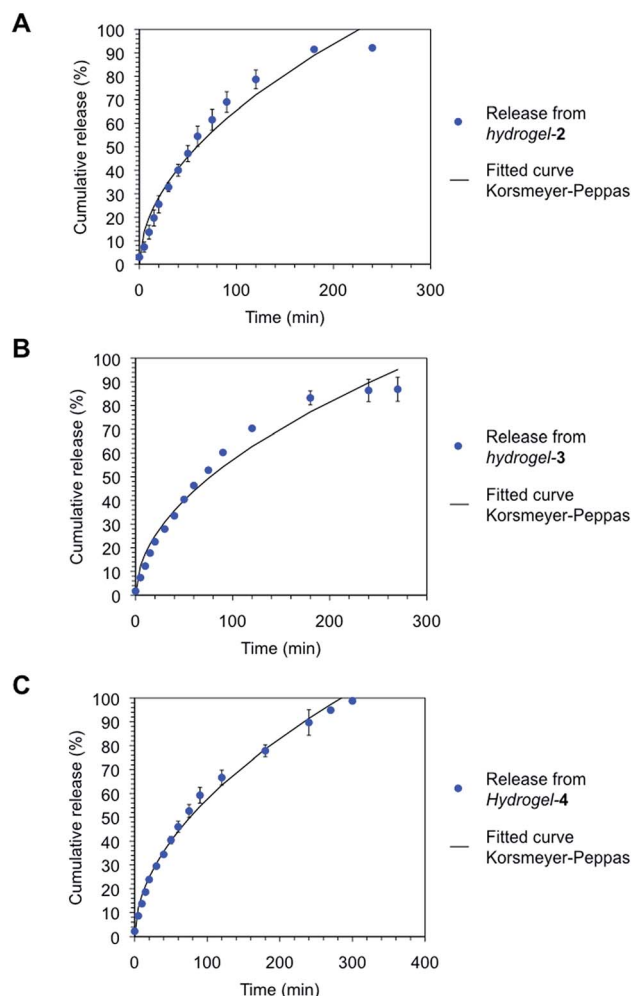 A
100
90
80
70
60
50
40
30
20
10
0
Cumulative release (%)
0 100 200 300
Time (min)
Release from
hydrogel-2
Fitted curve
Korsmeyer-Peppas
B
100
90
80
70
60
50
40
30
20
10
0
Cumulative release (%)
0 100 200 300
Time (min)
Release from
hydrogel-3
Fitted curve
Korsmeyer-Peppas
C
100
90
80
70
60
50
40
30
20
10
0
Cumulative release (%)
0 100 200 300 400
Time (min)
Release from
Hydrogel-4
Fitted curve
Korsmeyer-Peppas